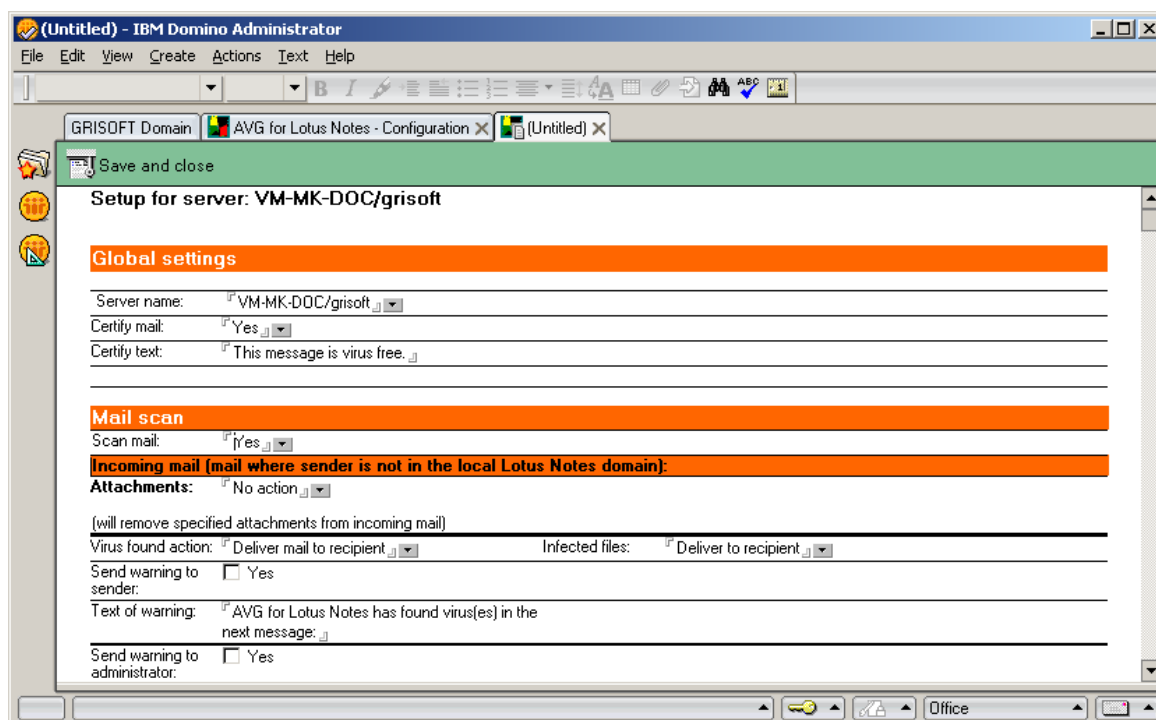 (Untitled) - IBM Domino Administrator
File Edit View Create Actions Text Help
B I ABC
GRISOFT Domain AVG for Lotus Notes - Configuration (Untitled)
Save and close
Setup for server: VM-MK-DOC/grisoft
Global settings
Server name: VM-MK-DOC/grisoft
Certify mail: Yes
Certify text: This message is virus free.
Mail scan
Scan mail: Yes
Incoming mail (mail where sender is not in the local Lotus Notes domain):
Attachments: No action
(will remove specified attachments from incoming mail)
Virus found action: Deliver mail to recipient Infected files: Deliver to recipient
Send warning to Yes
sender:
Text of warning: AVG for Lotus Notes has found virus(es) in the
next message:
Send warning to Yes
administrator:
Office